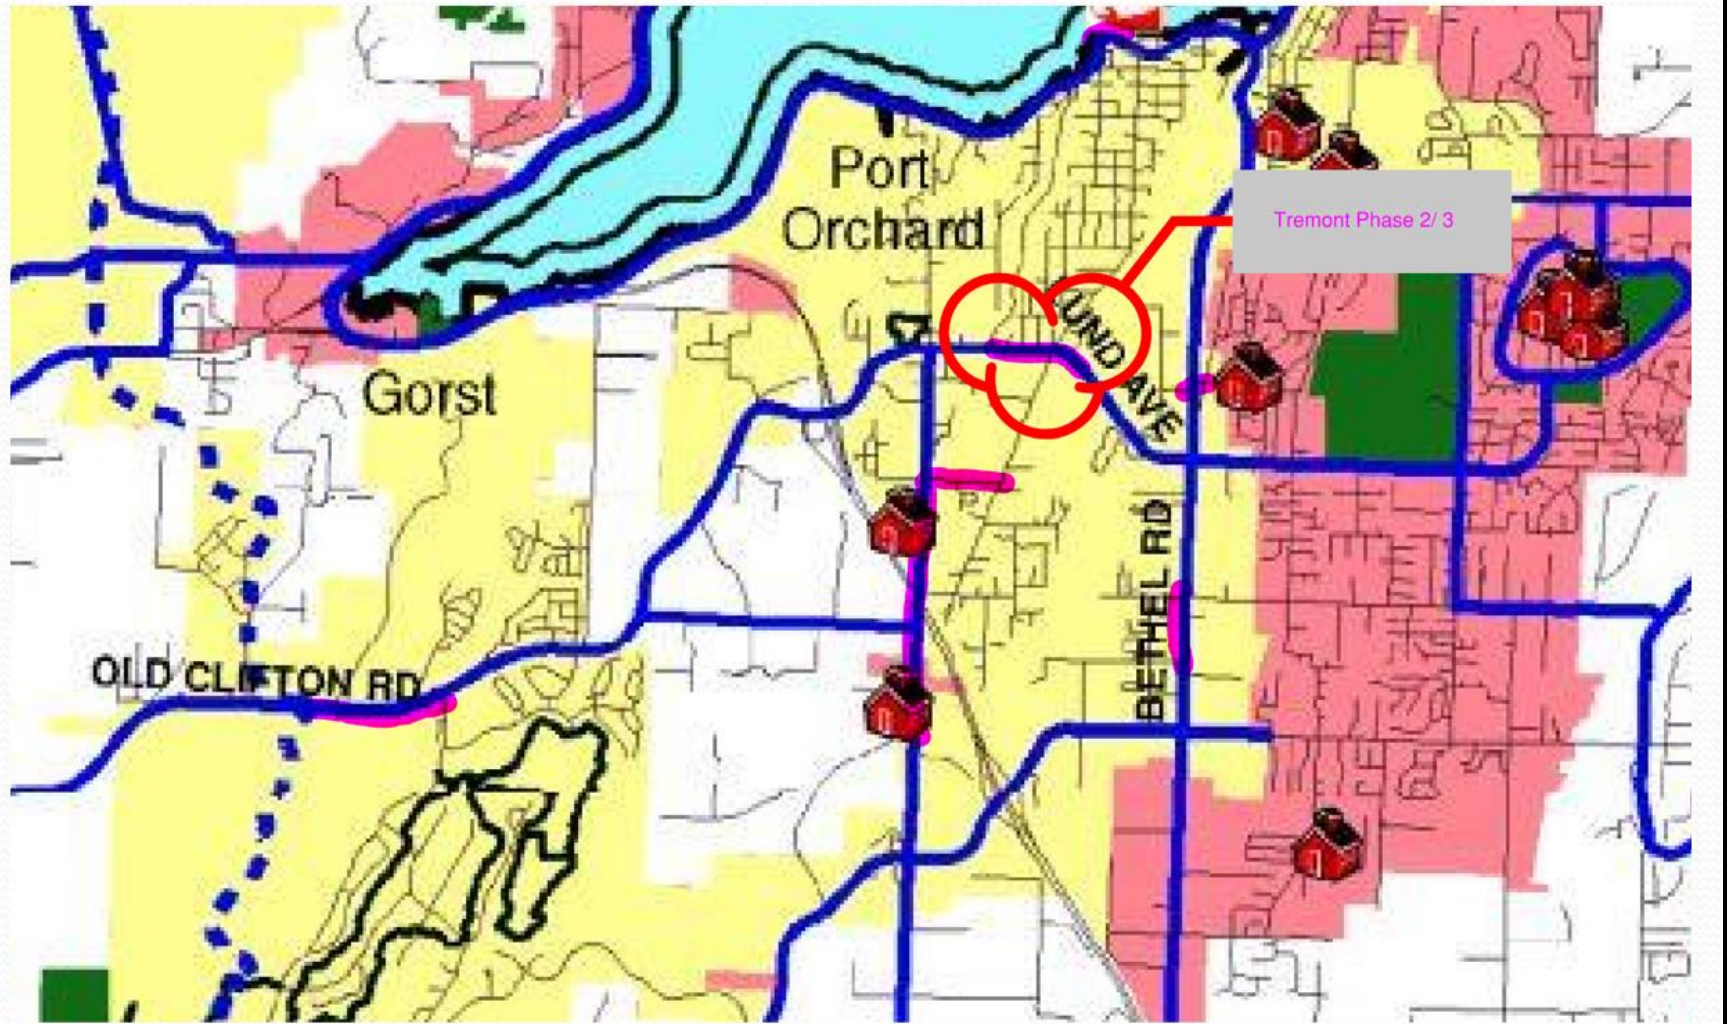 Port
Orchard
Tremont Phase 2/ 3
LUND AVE
Gorst
BETHEL RD
OLD CLIFTON RD